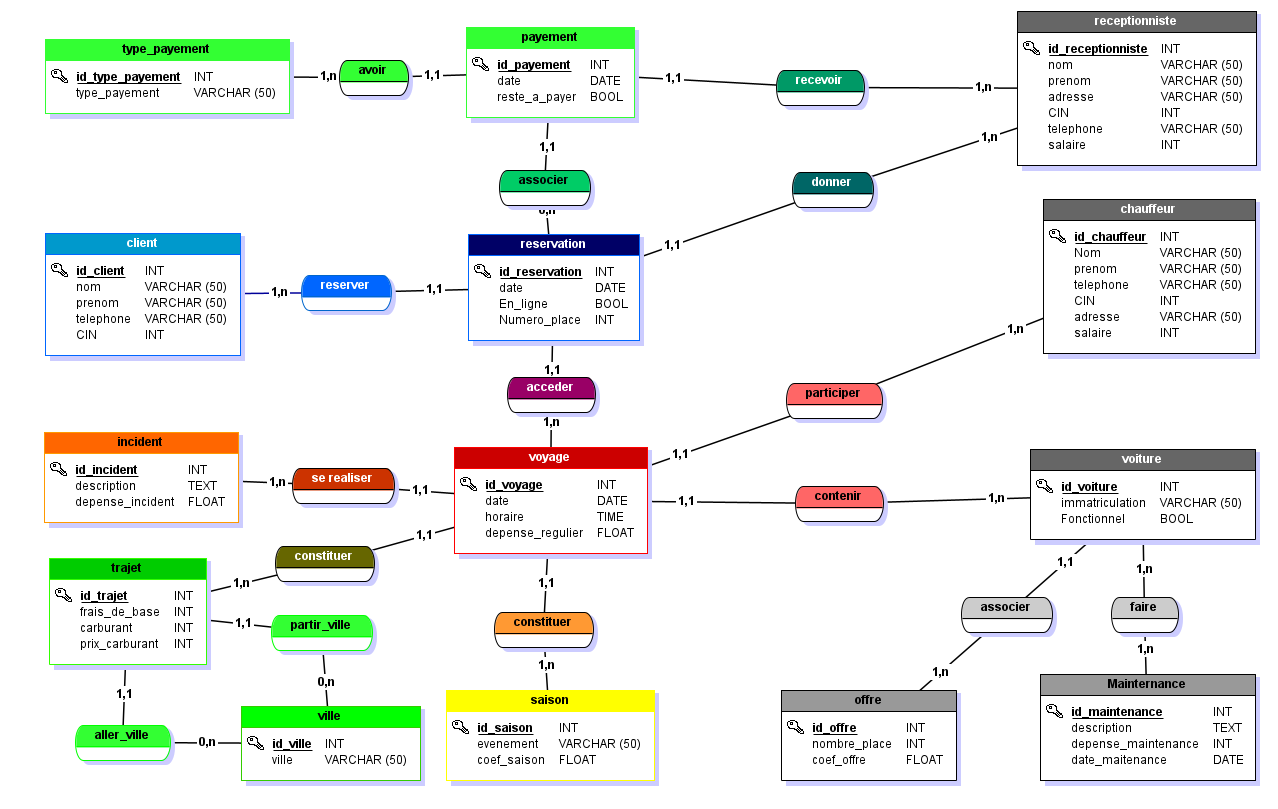 type_payement
id_type_payement INT
type_payement VARCHAR (50)
1,n
avoir
1,1
payement
id_payement INT
date DATE
reste_a_payer BOOL
1,1
recevoir
1,n
receptionniste
id_receptionniste INT
nom VARCHAR (50)
prenom VARCHAR (50)
adresse VARCHAR (50)
CIN INT
telephone VARCHAR (50)
salaire INT
1,1
associer
0,n
1,n
donner
1,1
client
id_client INT
nom VARCHAR (50)
prenom VARCHAR (50)
telephone VARCHAR (50)
CIN INT
1,n
reserver
1,1
reservation
id_reservation INT
date DATE
En_ligne BOOL
Numero_place INT
chauffeur
id_chauffeur INT
Nom VARCHAR (50)
prenom VARCHAR (50)
telephone VARCHAR (50)
CIN INT
adresse VARCHAR (50)
salaire INT
1,1
acceder
1,n
1,n
participer
1,1
incident
id_incident INT
description TEXT
depense_incident FLOAT
1,n
se realiser
1,1
voyage
id_voyage INT
date DATE
horaire TIME
depense_regulier FLOAT
1,1
contenir
1,n
voiture
id_voiture INT
immatriculation VARCHAR (50)
Fonctionnel BOOL
1,1
constituer
1,n
trajet
id_trajet INT
frais_de_base INT
carburant INT
prix_carburant INT
1,1
partir_ville
0,n
1,1
aller_ville
0,n
ville
id_ville INT
ville VARCHAR (50)
1,1
constituer
1,n
saison
id_saison INT
evenement VARCHAR (50)
coef_saison FLOAT
1,1
associer
1,n
offre
id_offre INT
nombre_place INT
coef_offre FLOAT
1,n
faire
1,n
Mainternance
id_maintenance INT
description TEXT
depense_maintenance INT
date_maitenance DATE